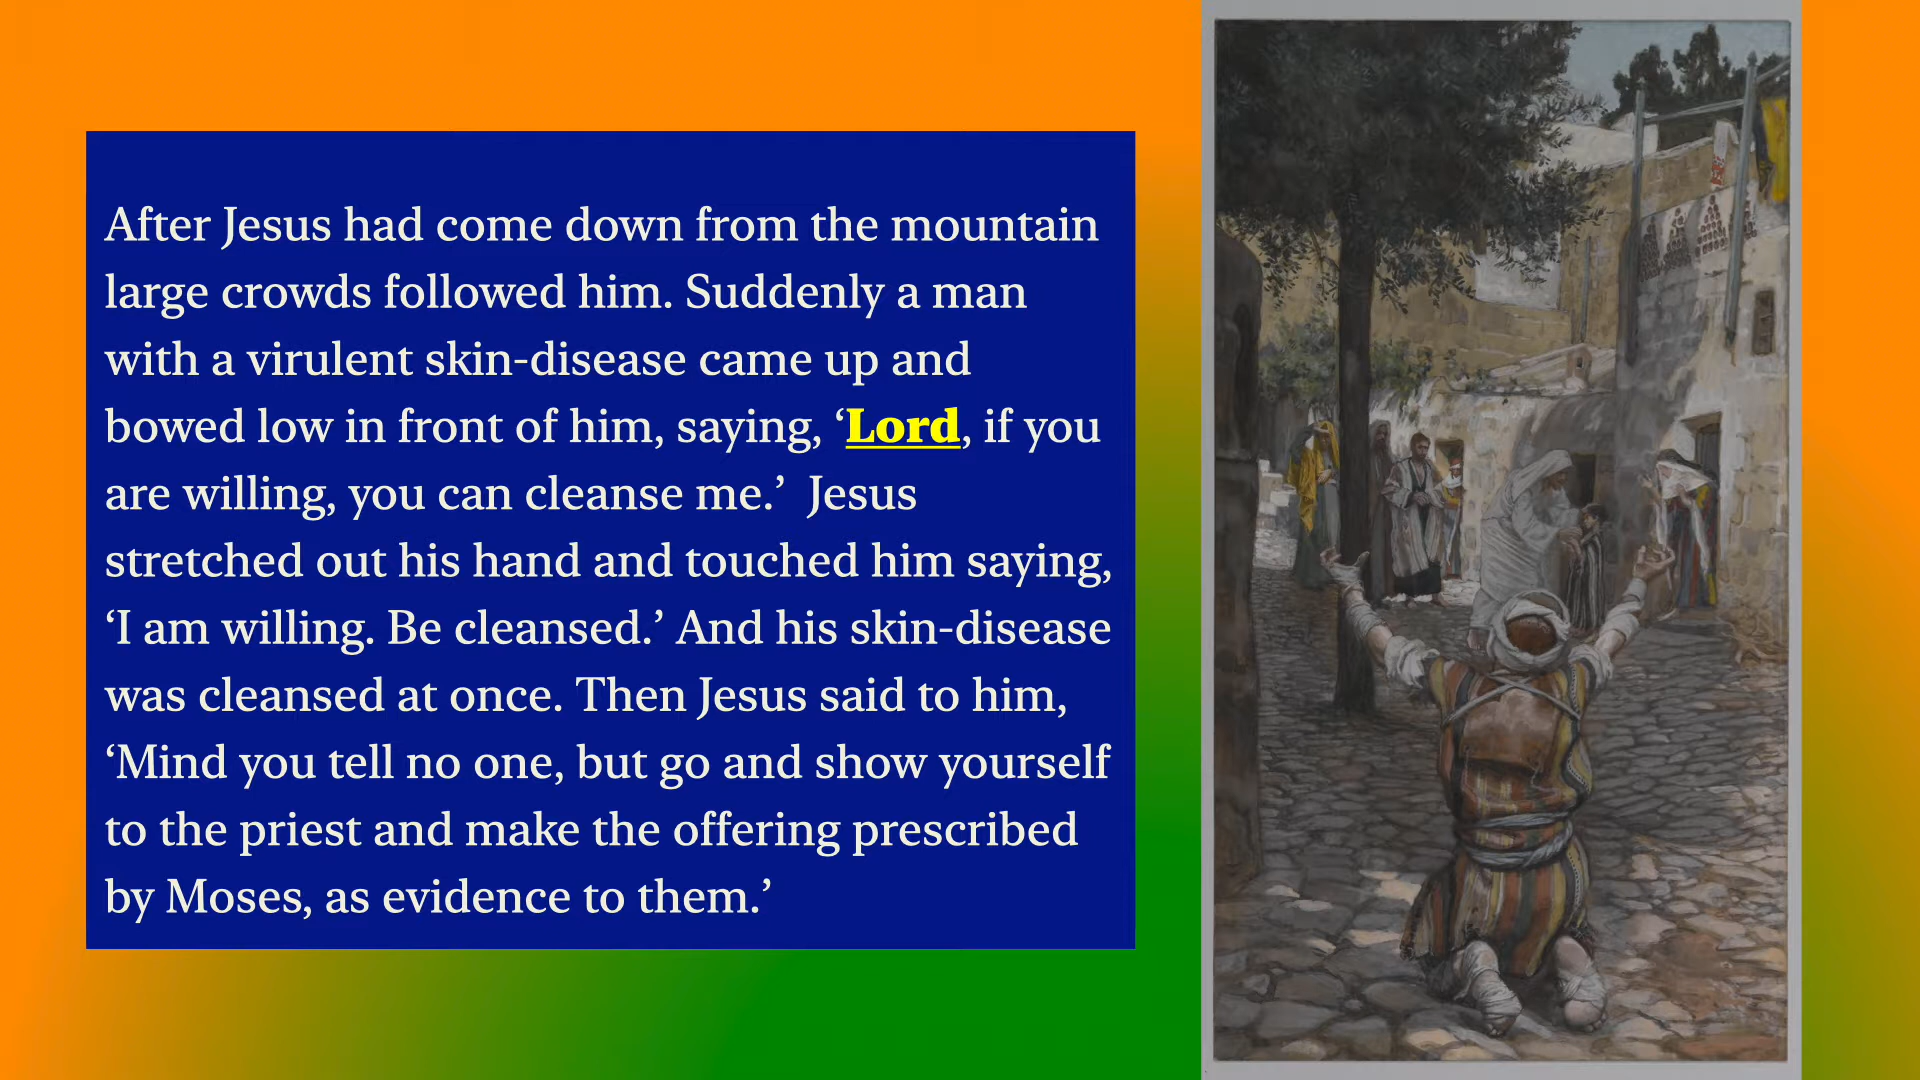 After Jesus had come down from the mountain
large crowds followed him. Suddenly a man
with a virulent skin-disease came up and
bowed low in front of him, saying, ‘Lord, if you
are willing, you can cleanse me.’  Jesus
stretched out his hand and touched him saying,
‘I am willing. Be cleansed.’ And his skin-disease
was cleansed at once. Then Jesus said to him,
‘Mind you tell no one, but go and show yourself
to the priest and make the offering prescribed
by Moses, as evidence to them.’